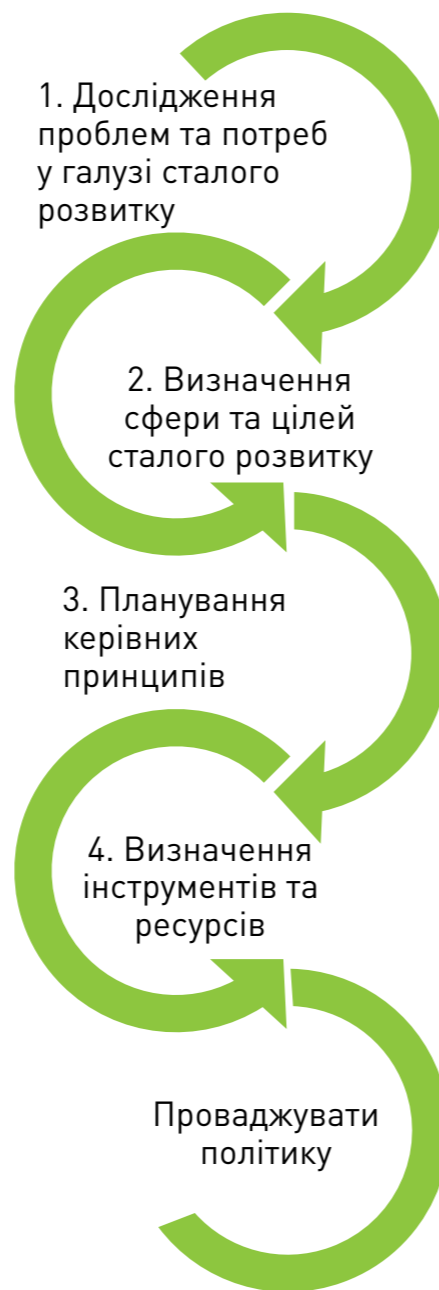 1. Дослідження
проблем та потреб
у галузі сталого
розвитку
2. Визначення
сфери та цілей
сталого розвитку
3. Планування
керівних
принципів
4. Визначення
інструментів та
ресурсів
Проваджувати
політику